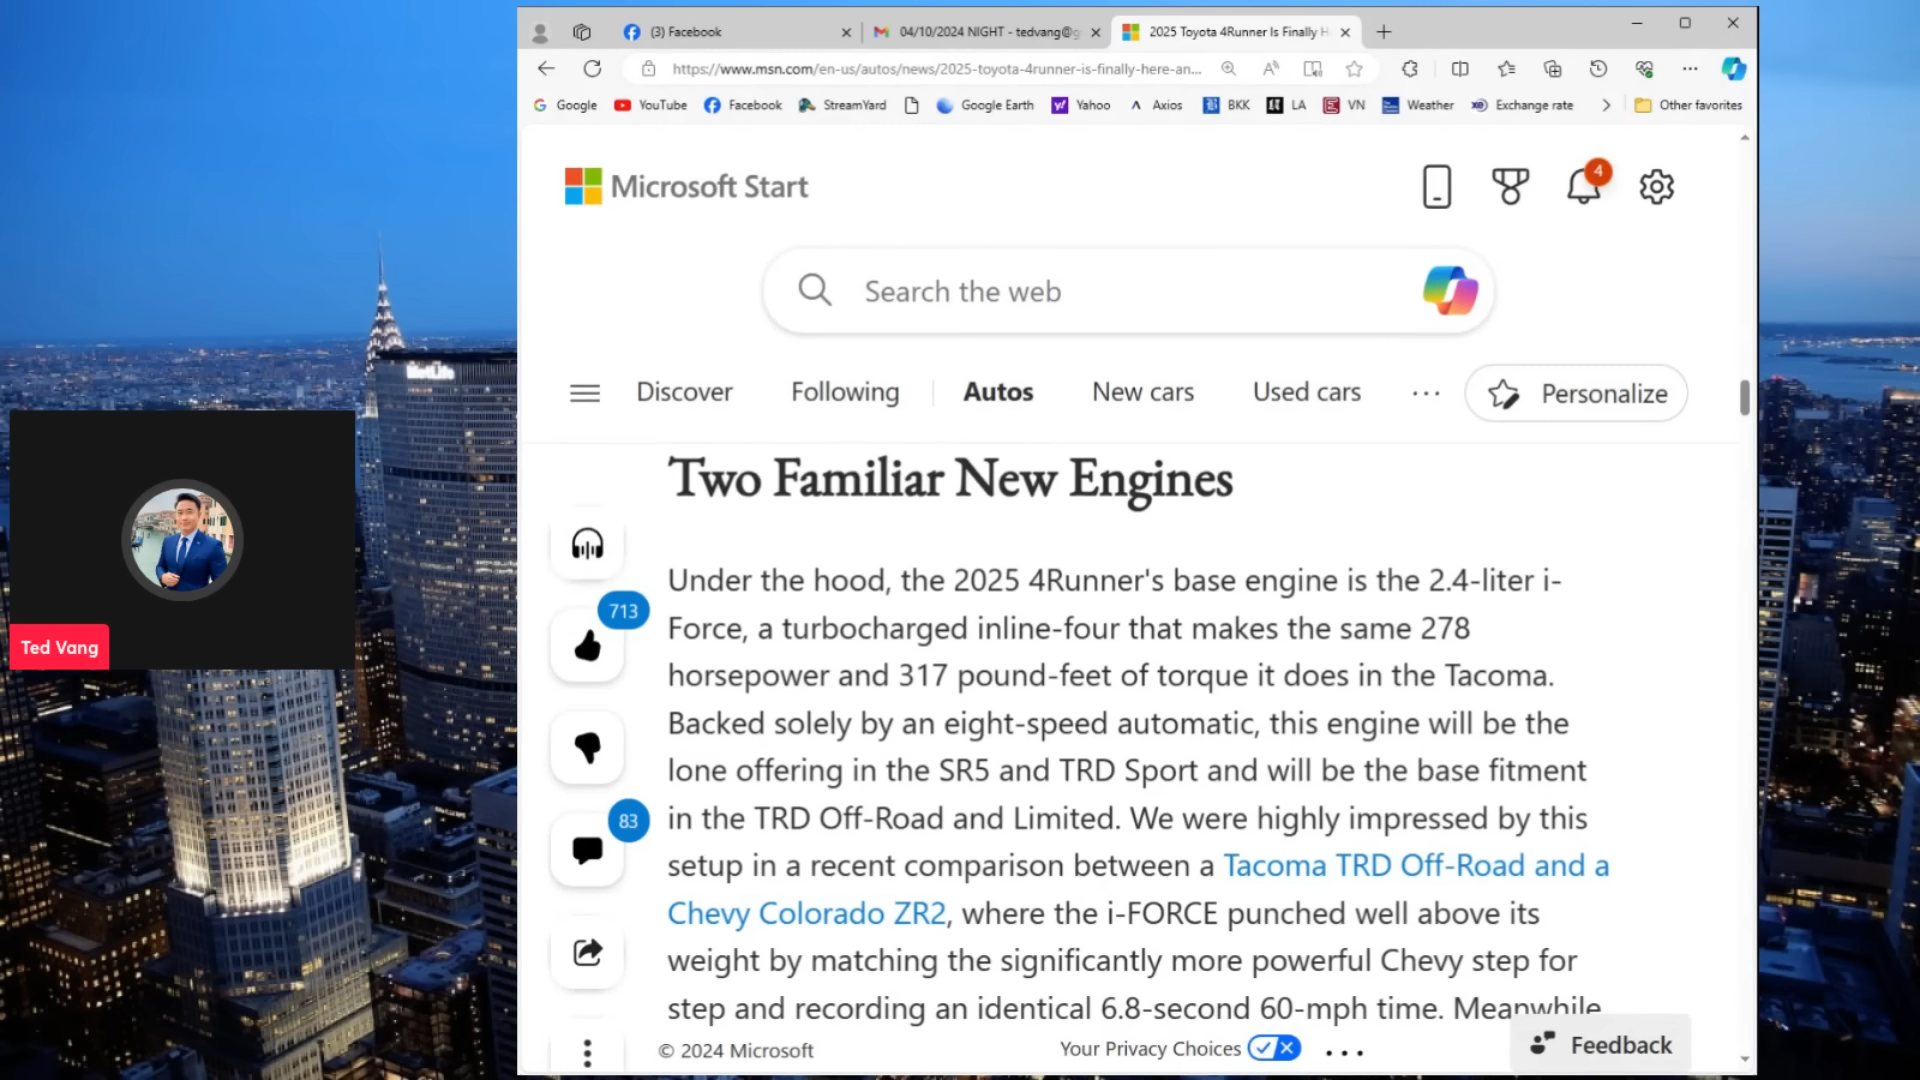 (3) Facebook
04/10/2024 NIGHT - tedvang@g
2025 Toyota 4Runner Is Finally H
https://www.msn.com/en-us/autos/news/2025-toyota-4runner-is-finally-here-an...
Google
YouTube
Facebook
StreamYard
Google Earth
Yahoo
Axios
BKK
LA
VN
Weather
Exchange rate
Other favorites
Microsoft Start
4
Search the web
Discover
Following
Autos
New cars
Used cars
...
Personalize
MetLife
Two Familiar New Engines
Under the hood, the 2025 4Runner's base engine is the 2.4-liter i-
Force, a turbocharged inline-four that makes the same 278
horsepower and 317 pound-feet of torque it does in the Tacoma.
Backed solely by an eight-speed automatic, this engine will be the
lone offering in the SR5 and TRD Sport and will be the base fitment
in the TRD Off-Road and Limited. We were highly impressed by this
setup in a recent comparison between a Tacoma TRD Off-Road and a
Chevy Colorado ZR2, where the i-FORCE punched well above its
weight by matching the significantly more powerful Chevy step for
step and recording an identical 6.8-second 60-mph time. Meanwhile
713
83
Ted Vang
© 2024 Microsoft
Your Privacy Choices
...
Feedback